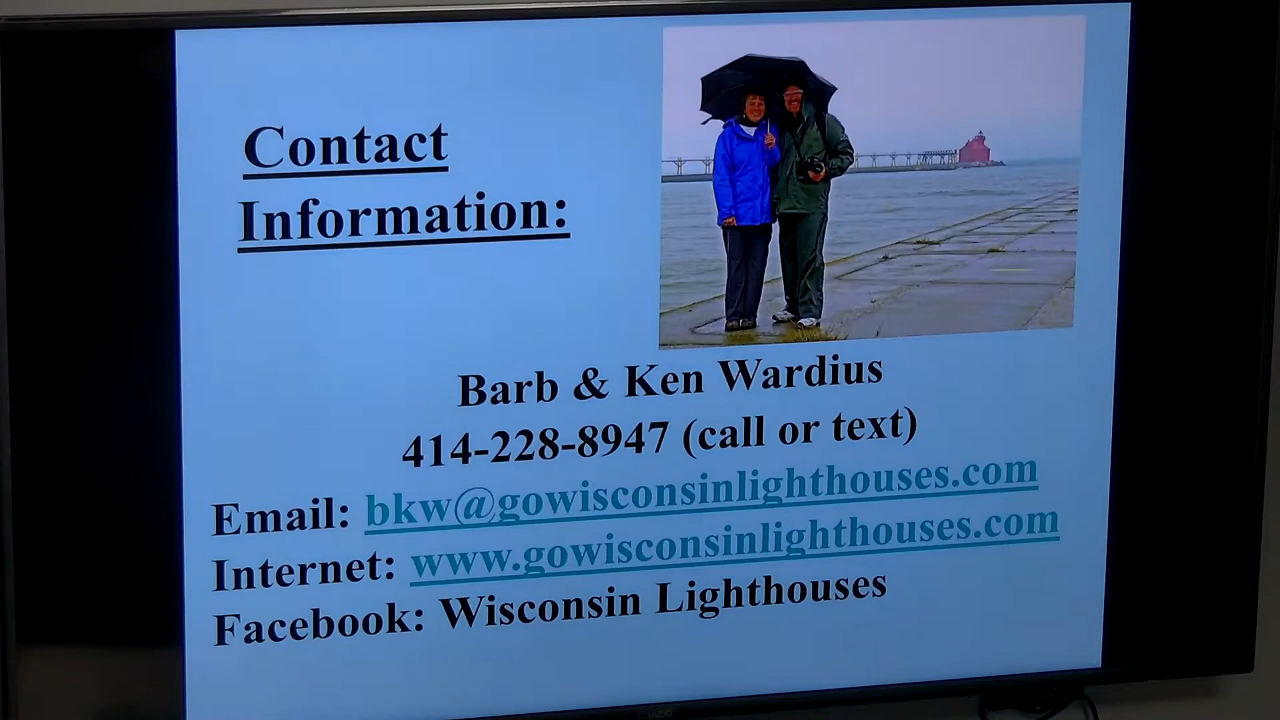 Contact
Information:
Barb & Ken Wardius
414-228-8947 (call or text)
Email: bkw@gowisconsinlighthouses.com
Internet: www.gowisconsinlighthouses.com
Facebook: Wisconsin Lighthouses